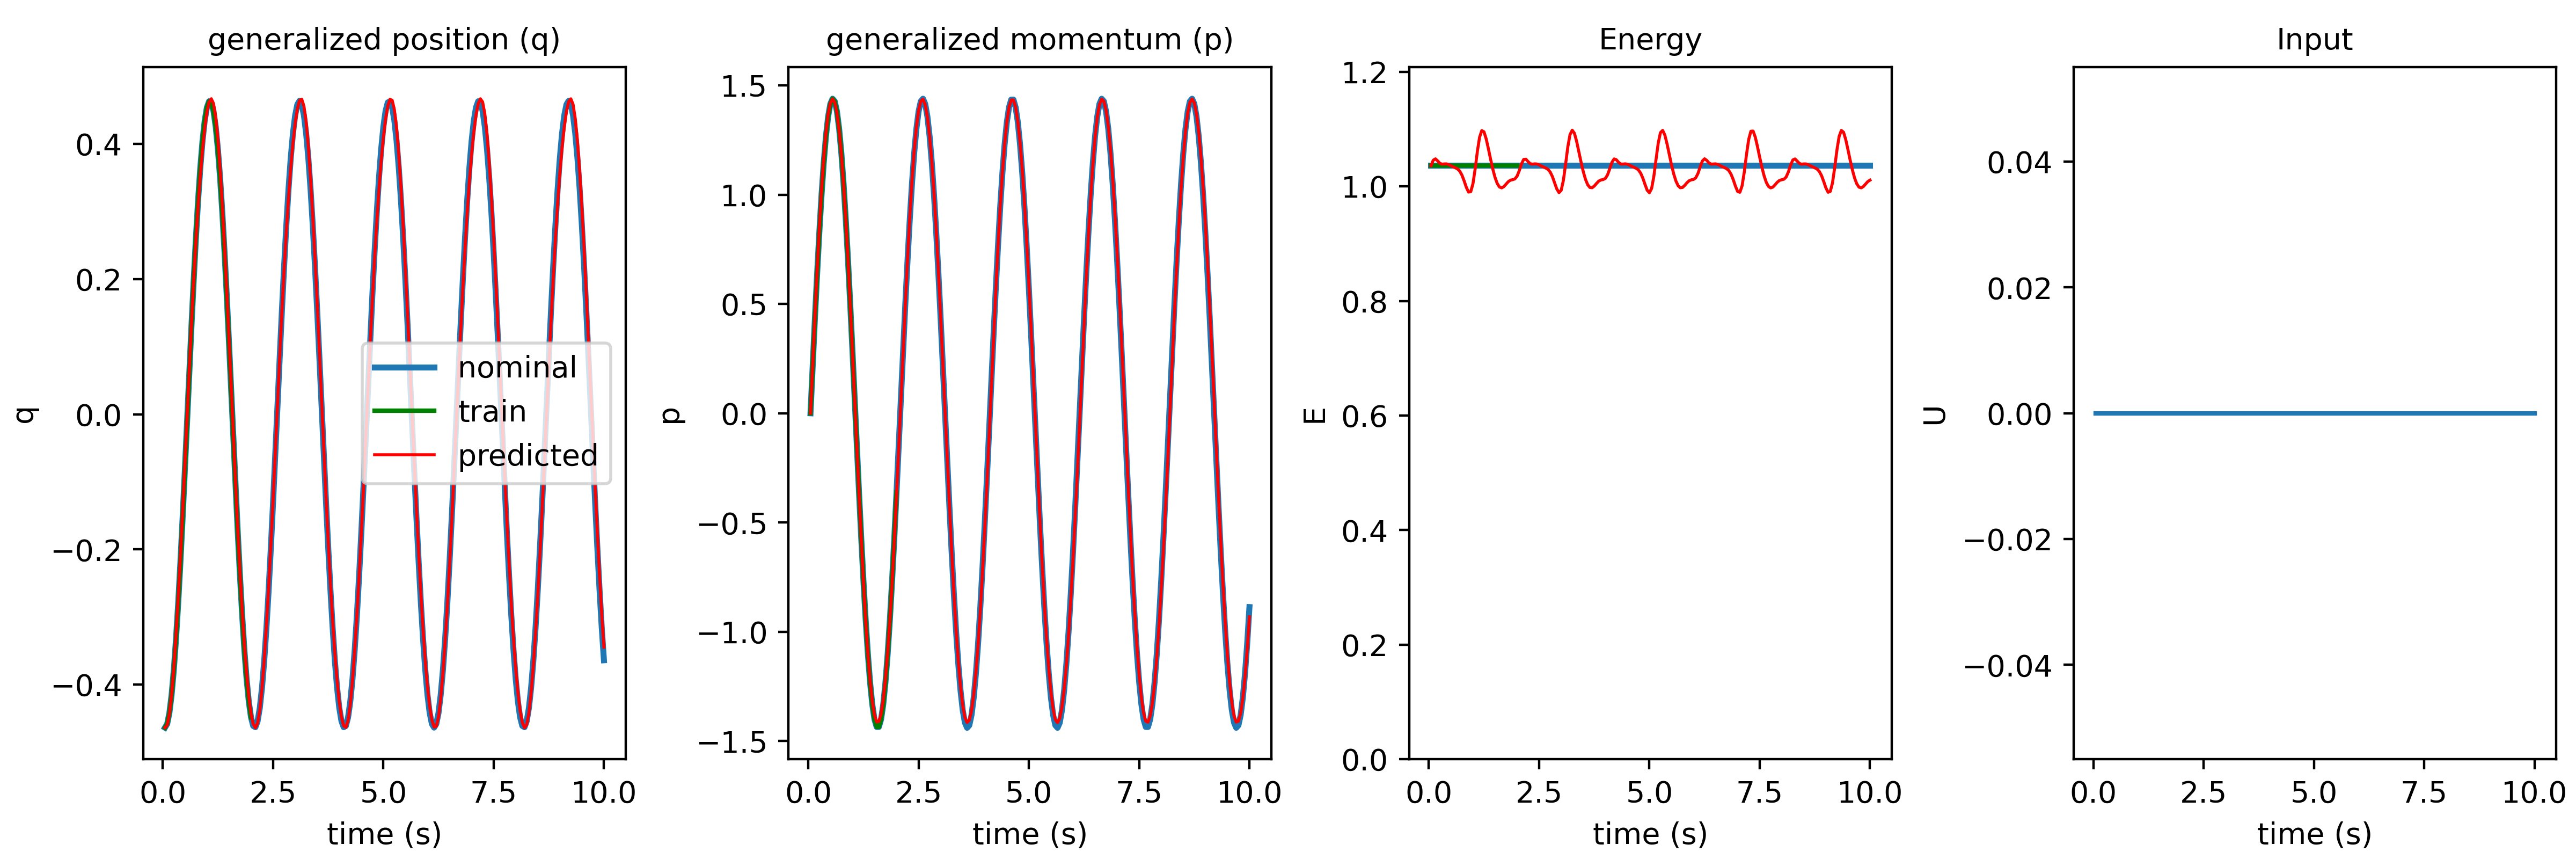 generalized position (q)
q
0.4
0.2
0.0
−0.2
−0.4
nominal
train
predicted
0.0 2.5 5.0 7.5 10.0
time (s)
generalized momentum (p)
p
1.5
1.0
0.5
0.0
−0.5
−1.0
−1.5
0.0 2.5 5.0 7.5 10.0
time (s)
Energy
E
1.2
1.0
0.8
0.6
0.4
0.2
0.0
0.0 2.5 5.0 7.5 10.0
time (s)
Input
U
0.04
0.02
0.00
−0.02
−0.04
0.0 2.5 5.0 7.5 10.0
time (s)